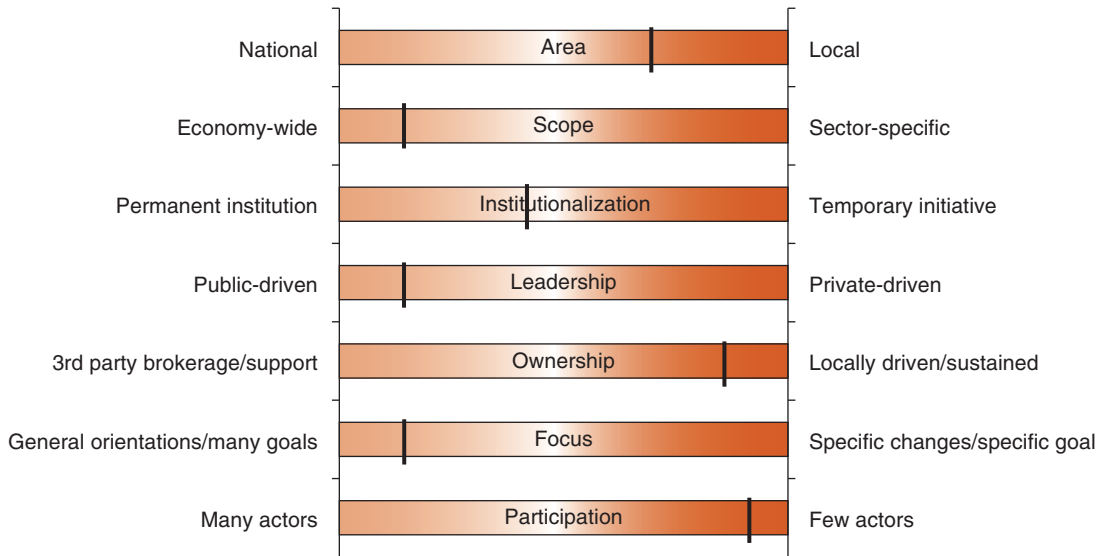 National Area Local
Economy-wide Scope Sector-specific
Permanent institution Institutionalization Temporary initiative
Public-driven Leadership Private-driven
3rd party brokerage/support Ownership Locally driven/sustained
General orientations/many goals Focus Specific changes/specific goal
Many actors Participation Few actors